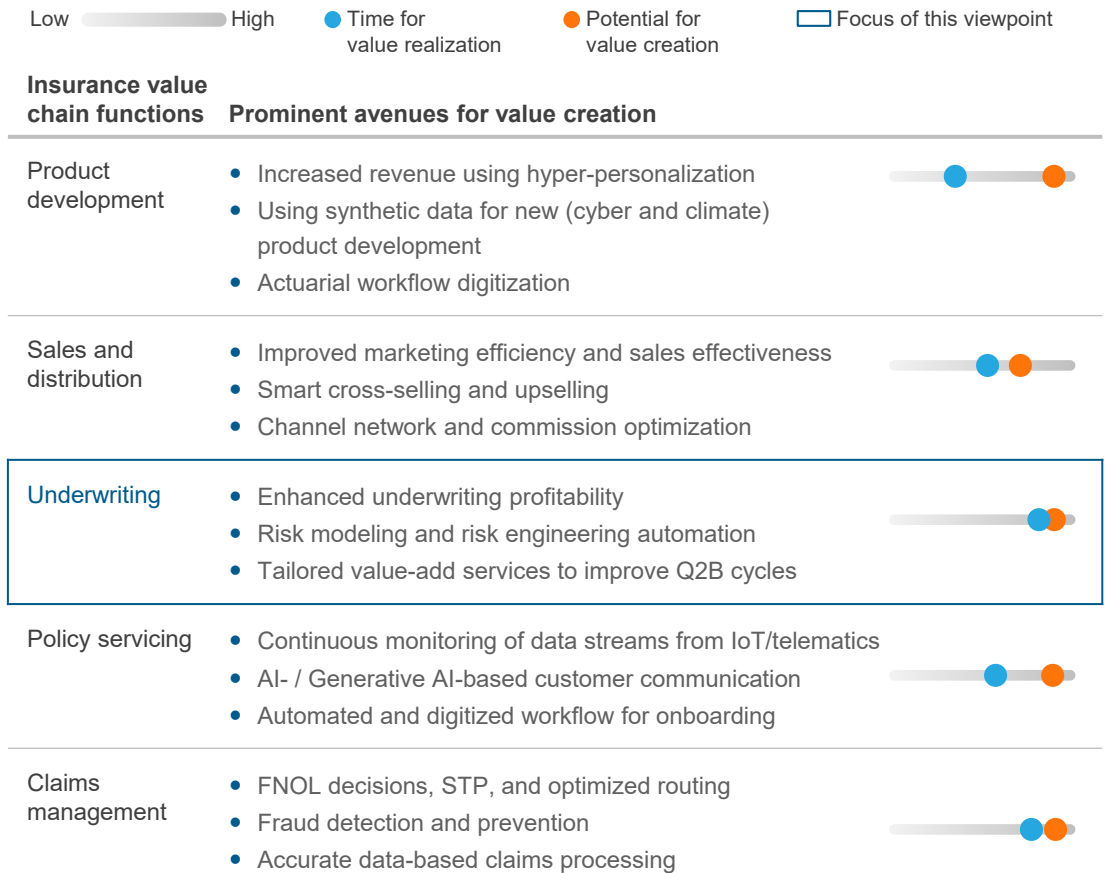 Low High Time for value realization Potential for value creation Focus of this viewpoint
Insurance value
chain functions Prominent avenues for value creation
Product
development
Increased revenue using hyper-personalization
Using synthetic data for new (cyber and climate)
product development
Actuarial workflow digitization
Sales and
distribution
Improved marketing efficiency and sales effectiveness
Smart cross-selling and upselling
Channel network and commission optimization
Underwriting
Enhanced underwriting profitability
Risk modeling and risk engineering automation
Tailored value-add services to improve Q2B cycles
Policy servicing
Continuous monitoring of data streams from IoT/telematics
AI- / Generative AI-based customer communication
Automated and digitized workflow for onboarding
Claims
management
FNOL decisions, STP, and optimized routing
Fraud detection and prevention
Accurate data-based claims processing